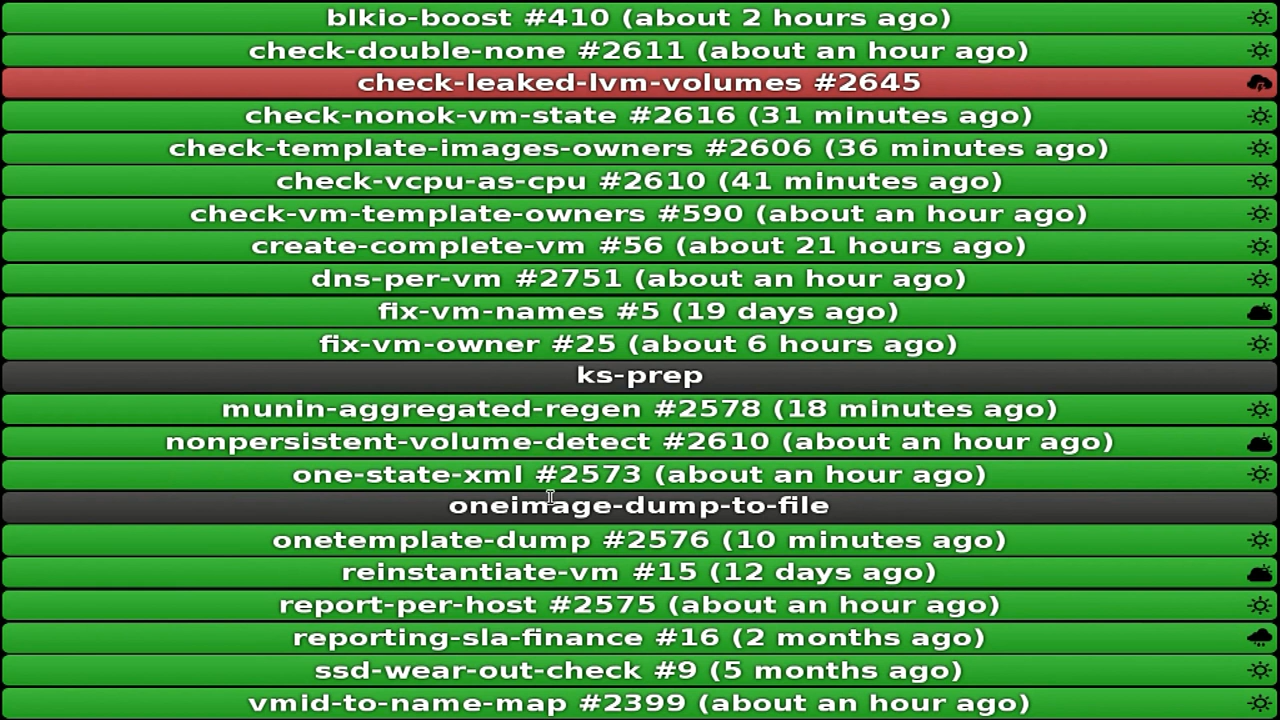 blkio-boost #410 (about 2 hours ago)
check-double-none #2611 (about an hour ago)
check-leaked-lvm-volumes #2645
check-nonok-vm-state #2616 (31 minutes ago)
check-template-images-owners #2606 (36 minutes ago)
check-vcpu-as-cpu #2610 (41 minutes ago)
check-vm-template-owners #590 (about an hour ago)
create-complete-vm #56 (about 21 hours ago)
dns-per-vm #2751 (about an hour ago)
fix-vm-names #5 (19 days ago)
fix-vm-owner #25 (about 6 hours ago)
ks-prep
munin-aggregated-regen #2578 (18 minutes ago)
nonpersistent-volume-detect #2610 (about an hour ago)
one-state-xml #2573 (about an hour ago)
oneimage-dump-to-file
onetemplate-dump #2576 (10 minutes ago)
reinstantiate-vm #15 (12 days ago)
report-per-host #2575 (about an hour ago)
reporting-sla-finance #16 (2 months ago)
ssd-wear-out-check #9 (5 months ago)
vmid-to-name-map #2399 (about an hour ago)